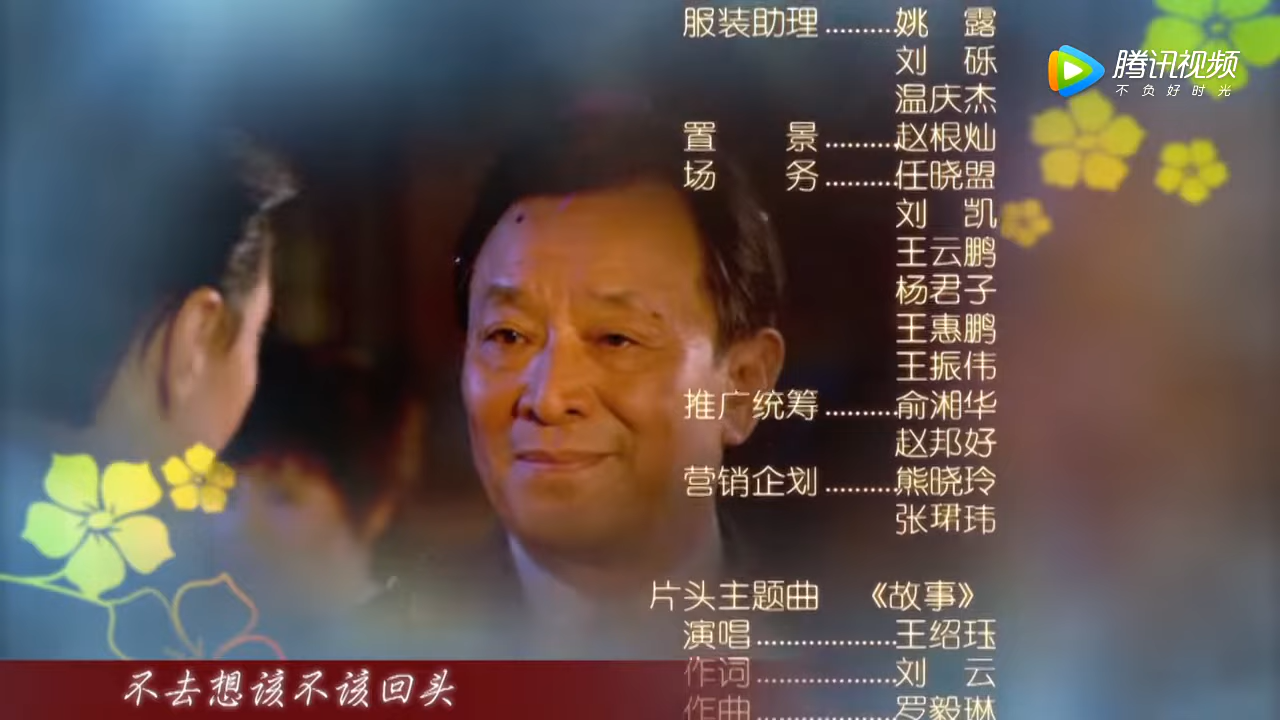 服装助理..........姚 露
刘 砾
温庆杰
置 景..........赵根灿
场 务..........任晓盟
刘 凯
王云鹏
杨君子
王惠鹏
王振伟
推广统筹..........俞湘华
赵邦好
营销企划..........熊晓玲
张珺玮
片头主题曲 《故事》
演唱....................王绍珏
作词....................刘 云
作曲....................罗毅琳
腾讯视频
不负好时光
不去想该不该回头